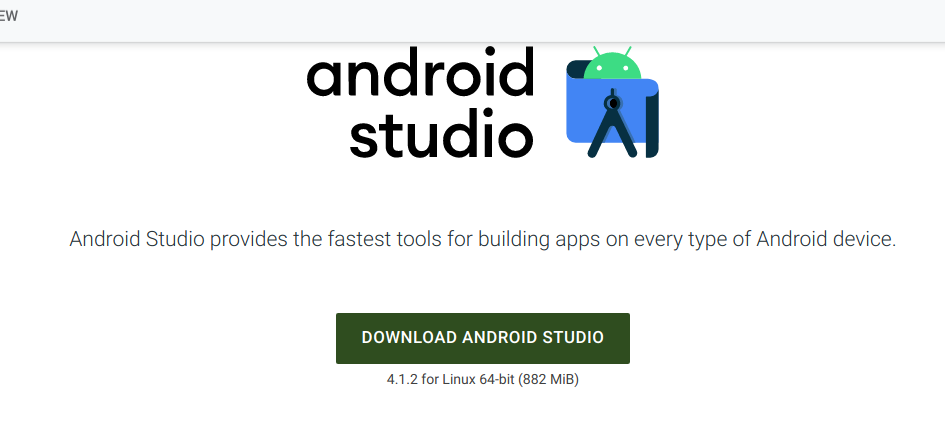 android
studio
Android Studio provides the fastest tools for building apps on every type of Android device.
DOWNLOAD ANDROID STUDIO
4.1.2 for Linux 64-bit (882 MiB)